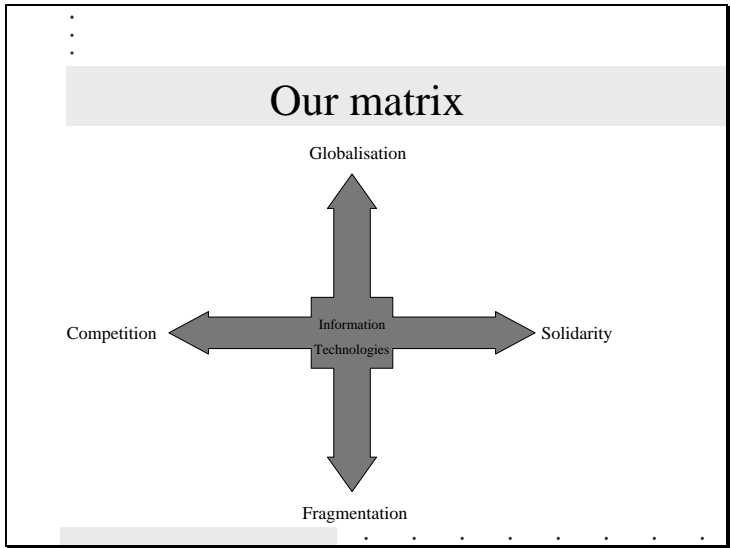 Our matrix
Globalisation
Competition
Information
Technologies
Solidarity
Fragmentation